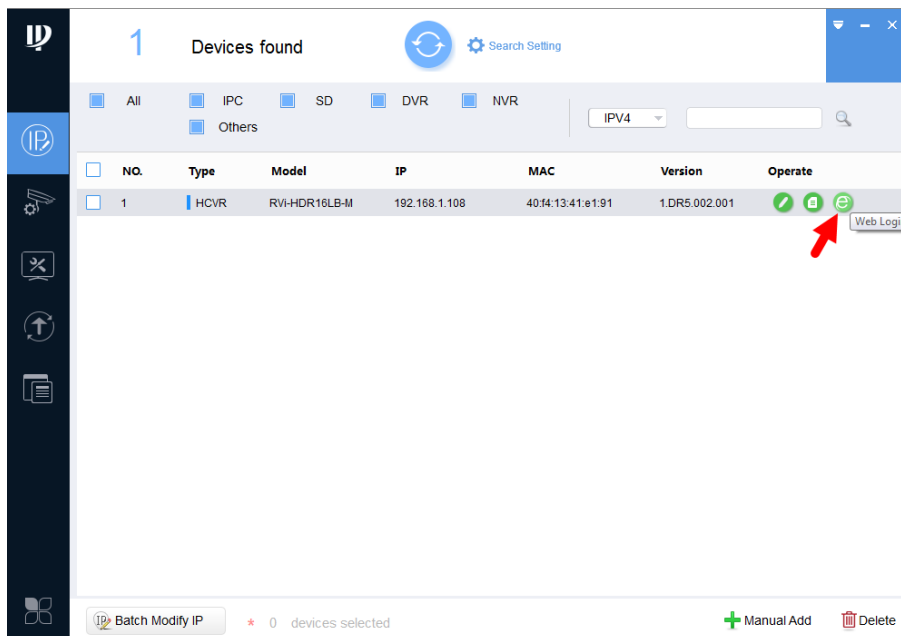 1 Devices found Search Setting
All IPC SD DVR NVR
Others
IPV4
NO. Type Model IP MAC Version Operate
1 HCVR RVi-HDR16LB-M 192.168.1.108 40:f4:13:41:e1:91 1.DR5.002.001
Web Logi
Batch Modify IP * 0 devices selected Manual Add Delete